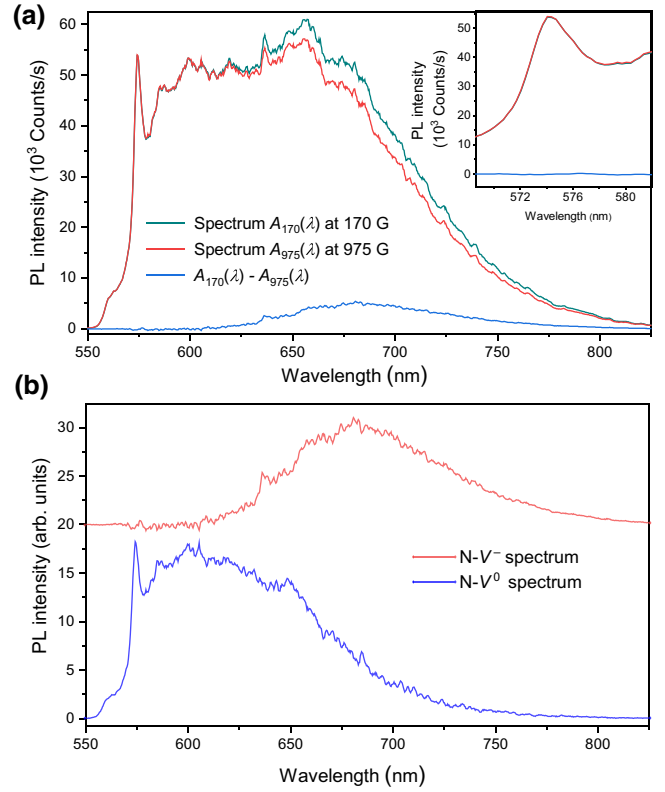 (a)
60
50
40
30
20
10
0
PL intensity (10³ Counts/s)
Spectrum A₁₇₀(λ) at 170 G
Spectrum A₉₇₅(λ) at 975 G
A₁₇₀(λ) - A₉₇₅(λ)
550 600 650 700 750 800
Wavelength (nm)
50
40
30
20
10
0
PL intensity
(10³ Counts/s)
572 576 580
Wavelength (nm)
(b)
30
25
20
15
10
5
0
PL intensity (arb. units)
N-V⁻ spectrum
N-V⁰ spectrum
550 600 650 700 750 800
Wavelength (nm)